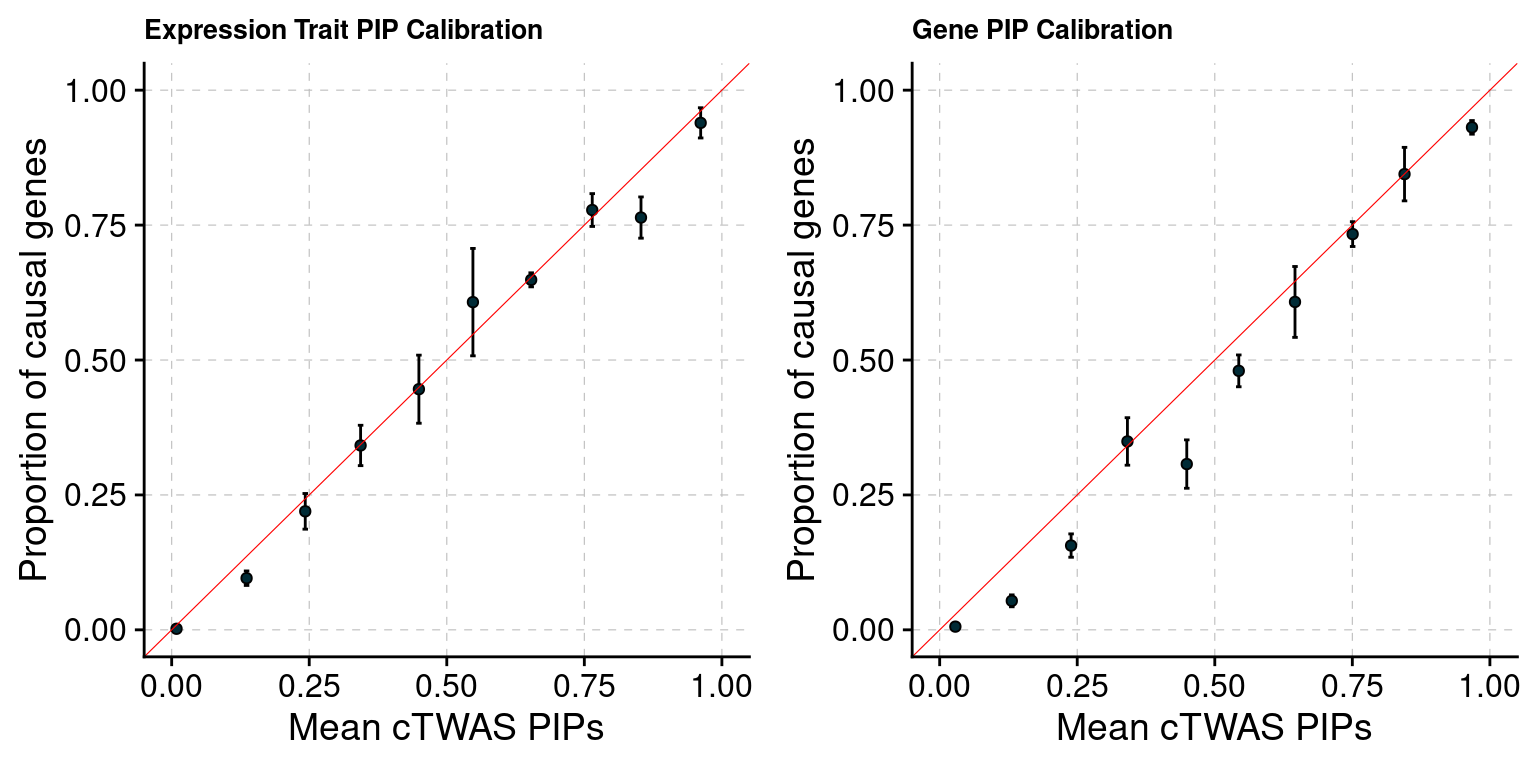 Expression Trait PIP Calibration
Proportion of causal genes
1.00
0.75
0.50
0.25
0.00
0.00 0.25 0.50 0.75 1.00
Mean cTWAS PIPs
Gene PIP Calibration
Proportion of causal genes
1.00
0.75
0.50
0.25
0.00
0.00 0.25 0.50 0.75 1.00
Mean cTWAS PIPs